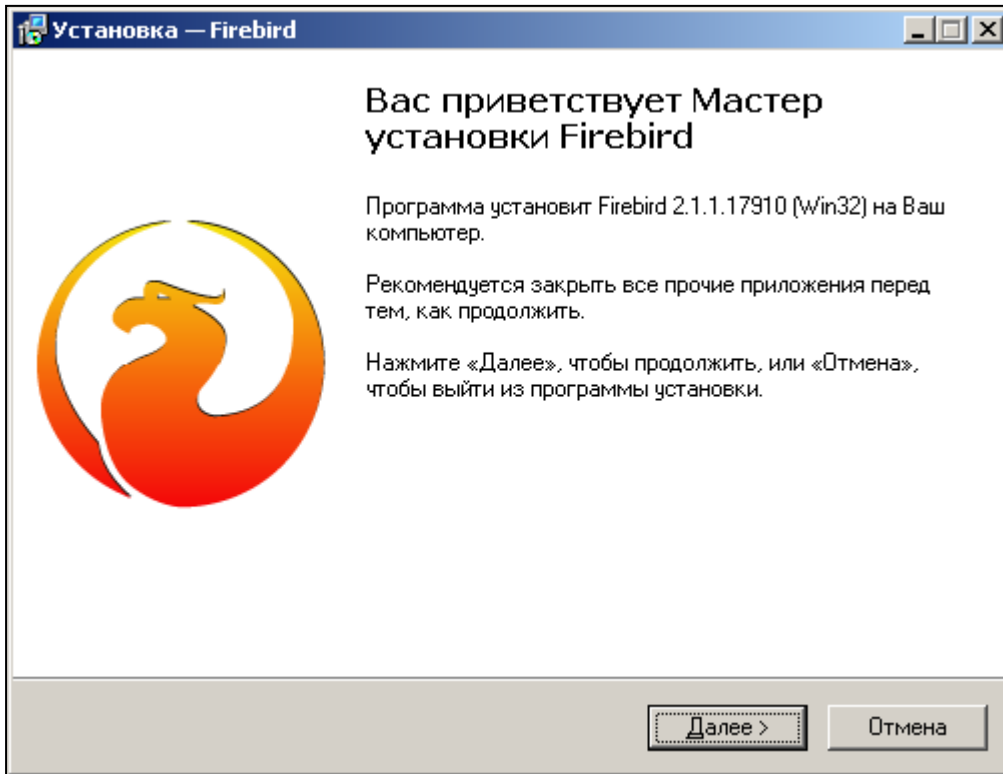 Установка — Firebird
Вас приветствует Мастер
установки Firebird
Программа установит Firebird 2.1.1.17910 (Win32) на Ваш
компьютер.
Рекомендуется закрыть все прочие приложения перед
тем, как продолжить.
Нажмите «Далее», чтобы продолжить, или «Отмена»,
чтобы выйти из программы установки.
Далее >
Отмена